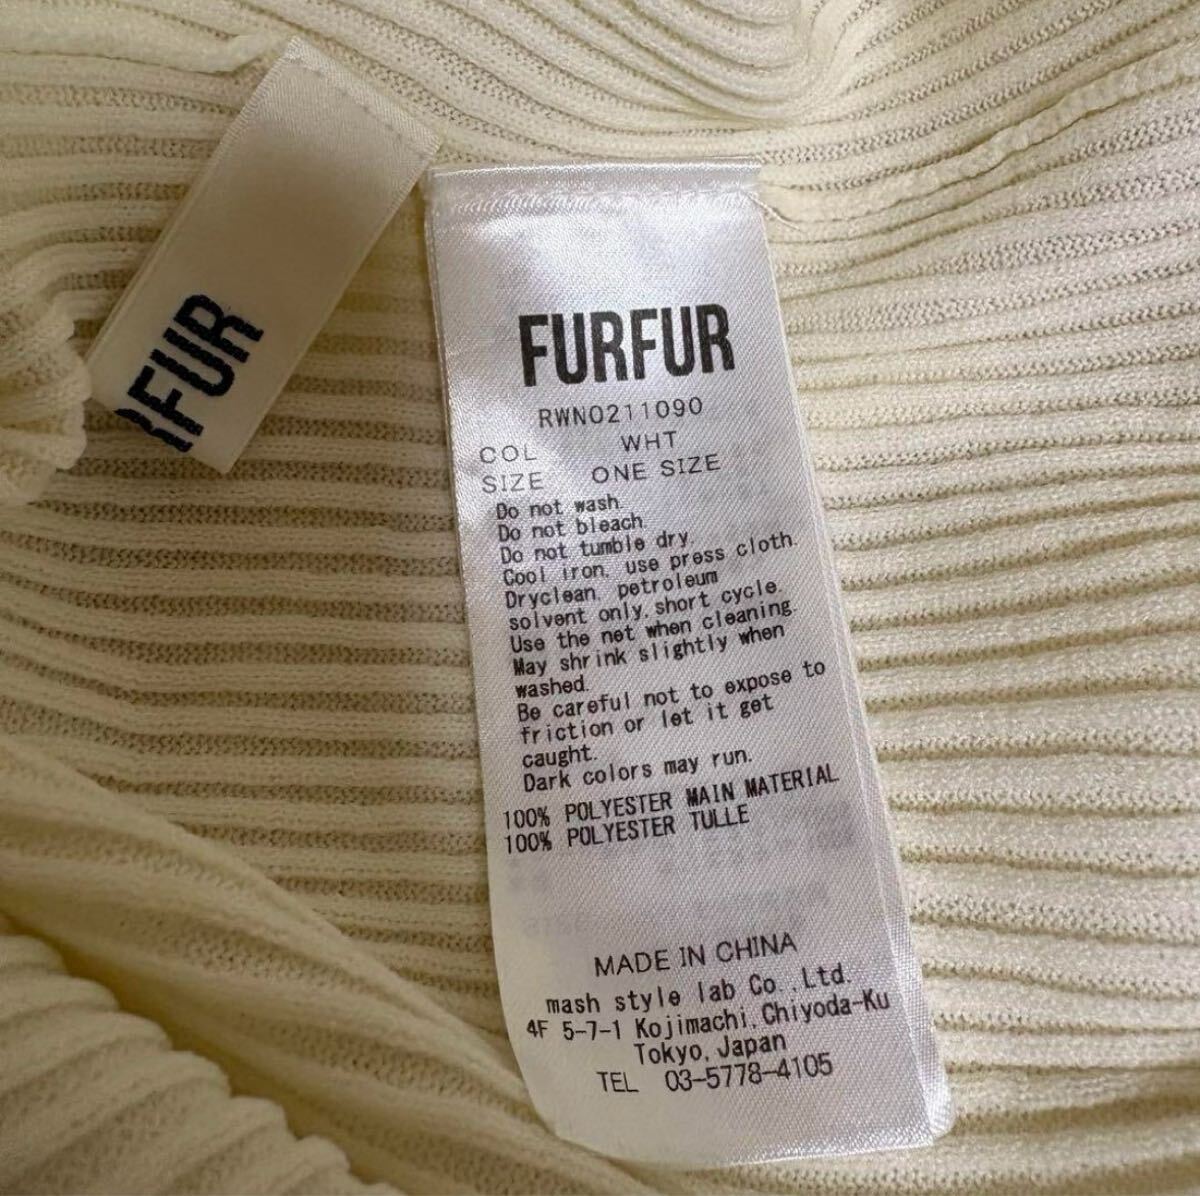 RFUR
FURFUR
RWNO211090
COL WHT
SIZE ONE SIZE
Do not wash.
Do not bleach.
Do not tumble dry.
Cool iron, use press cloth.
Dryclean, petroleum
solvent only, short cycle.
Use the net when cleaning.
May shrink slightly when
washed.
Be careful not to expose to
friction or let it get
caught.
Dark colors may run.
100% POLYESTER MAIN MATERIAL
100% POLYESTER TULLE
MADE IN CHINA
mash style lab Co.,Ltd.
4F 5-7-1 Kojimachi,Chiyoda-Ku
Tokyo,Japan
TEL 03-5778-4105